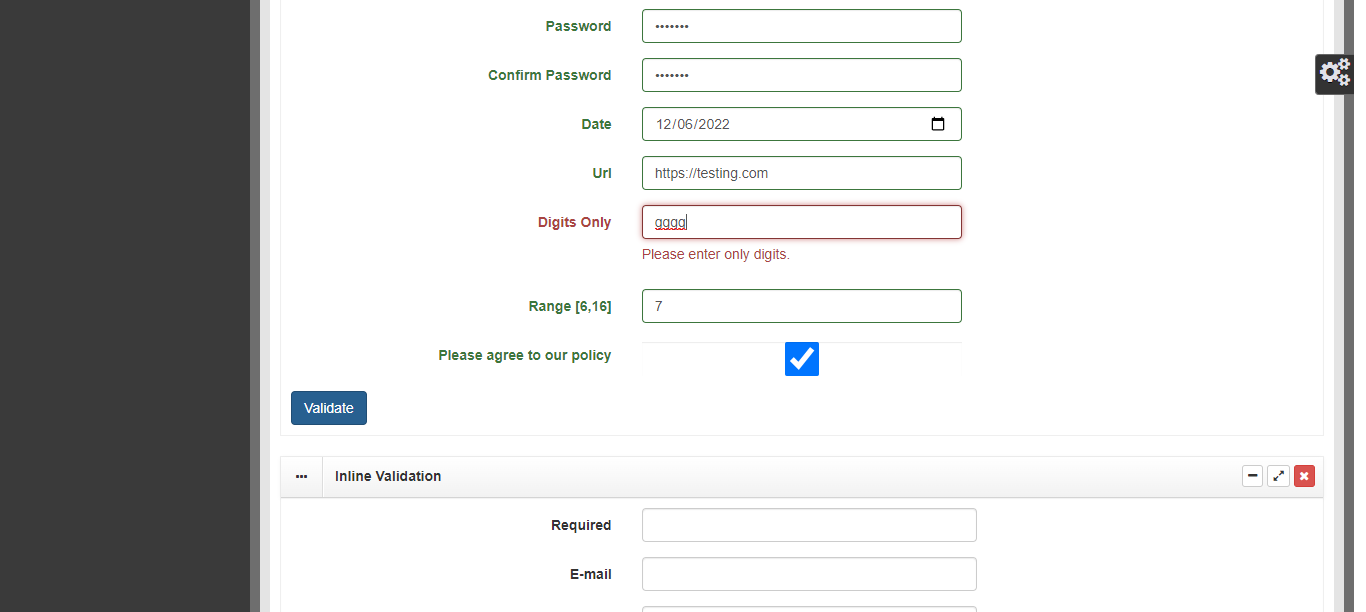 Password •••••••
Confirm Password •••••••
Date 12/06/2022
Url https://testing.com
Digits Only gggg
Please enter only digits.
Range [6,16] 7
Please agree to our policy
Validate
Inline Validation
Required
E-mail